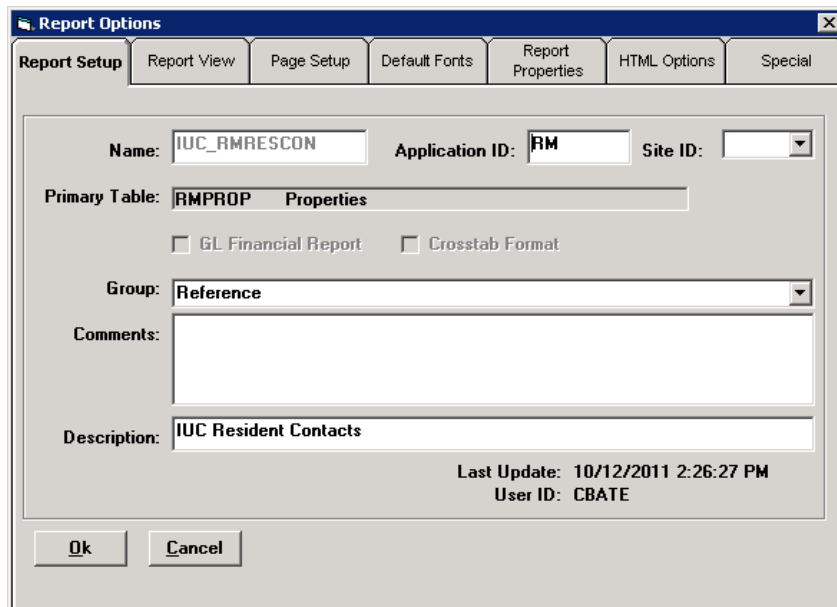 Report Options
Report Setup
Report View
Page Setup
Default Fonts
Report
Properties
HTML Options
Special
Name: IUC_RMRESCON Application ID: RM Site ID:
Primary Table: RMPROP Properties
GL Financial Report Crosstab Format
Group: Reference
Comments:
Description: IUC Resident Contacts
Last Update: 10/12/2011 2:26:27 PM
User ID: CBATE
Ok Cancel